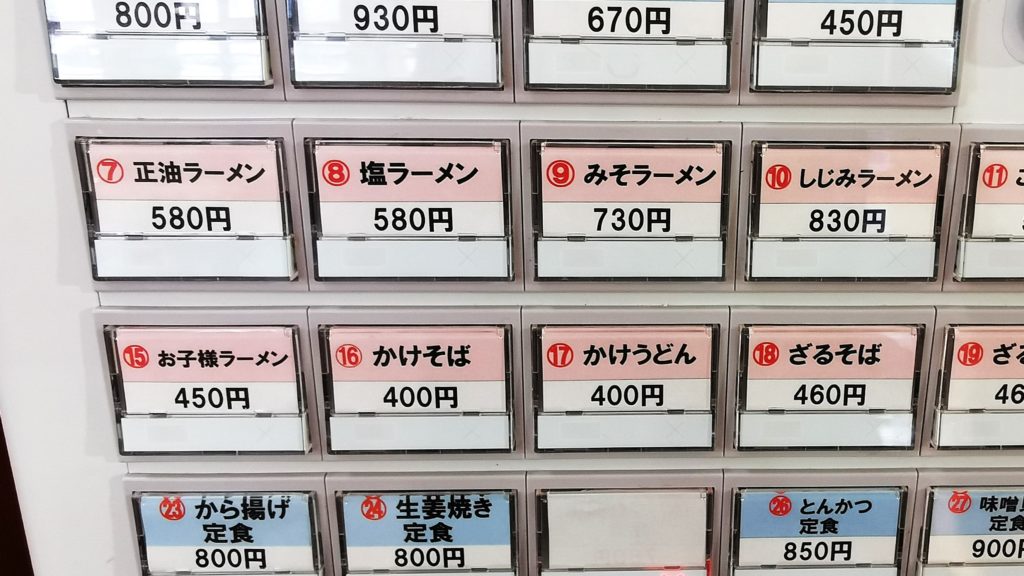 800円
930円
670円
450円
⑦ 正油ラーメン
580円
⑧ 塩ラーメン
580円
⑨ みそラーメン
730円
⑩ しじみラーメン
830円
⑪
⑮ お子様ラーメン
450円
⑯ かけそば
400円
⑰ かけうどん
400円
⑱ ざるそば
460円
⑲ ざる
46
㉓ から揚げ
定食
800円
㉔ 生姜焼き
定食
800円
㉖ とんかつ
定食
850円
㉗ 味噌
定食
900円